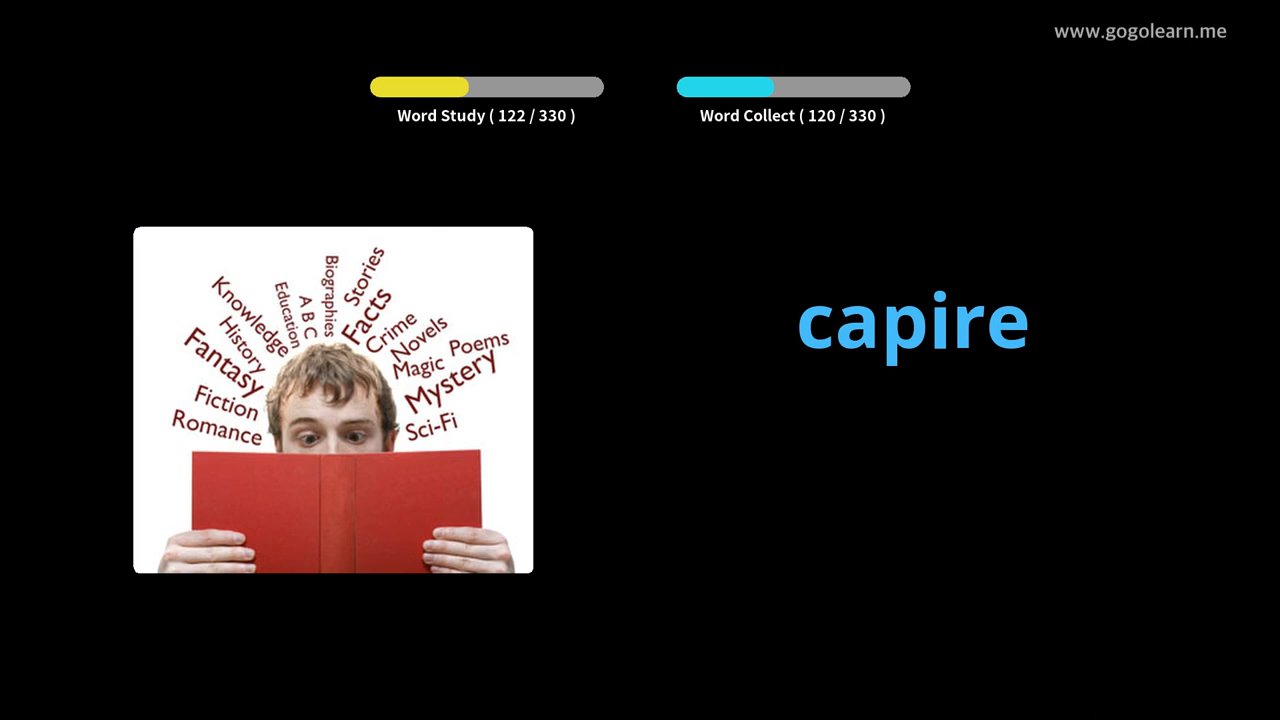 www.gogolearn.me
Word Study ( 122 / 330 )
Word Collect ( 120 / 330 )
capire
Biographies
Stories
Education
A B C
Facts
Knowledge
History
Crime
Novels
Poems
Fantasy
Magic
Mystery
Fiction
Romance
Sci-Fi